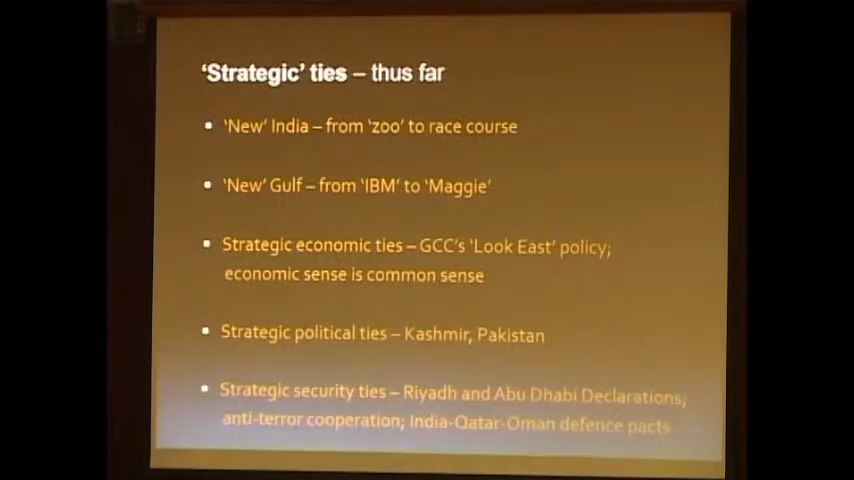 ‘Strategic’ ties – thus far
▪ ‘New’ India – from ‘zoo’ to race course
▪ ‘New’ Gulf – from ‘IBM’ to ‘Maggie’
▪ Strategic economic ties – GCC’s ‘Look East’ policy;
economic sense is common sense
▪ Strategic political ties – Kashmir, Pakistan
▪ Strategic security ties – Riyadh and Abu Dhabi Declarations;
anti-terror cooperation; India-Qatar-Oman defence pacts